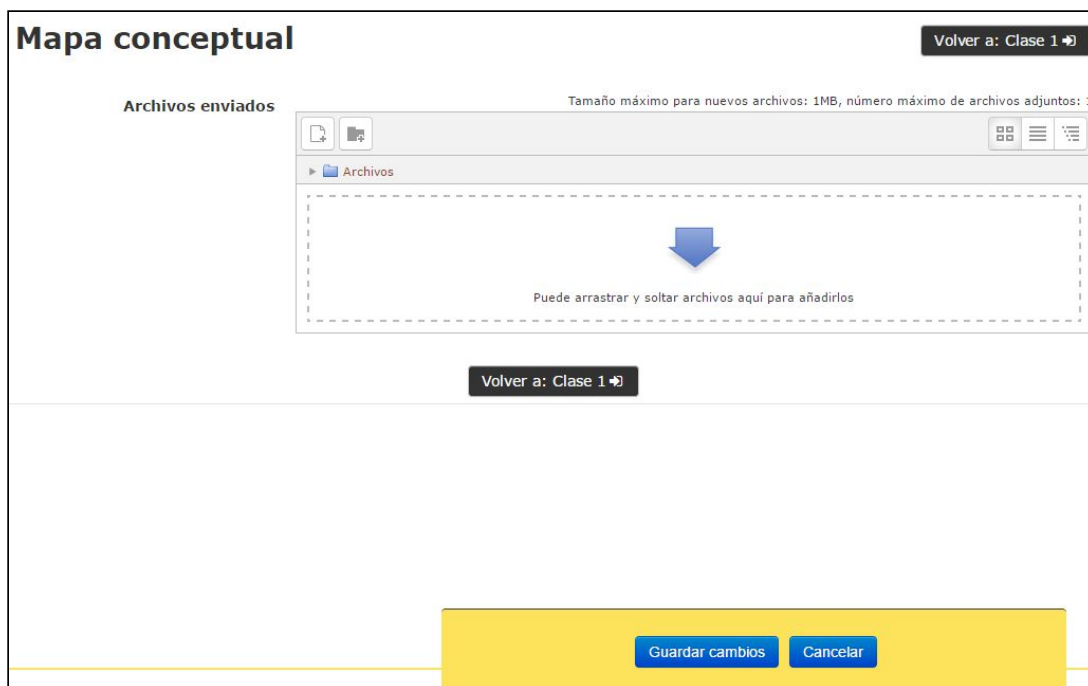 Mapa conceptual
Volver a: Clase 1
Archivos enviados
Tamaño máximo para nuevos archivos: 1MB, número máximo de archivos adjuntos: 1
Archivos
Puede arrastrar y soltar archivos aquí para añadirlos
Volver a: Clase 1
Guardar cambios
Cancelar